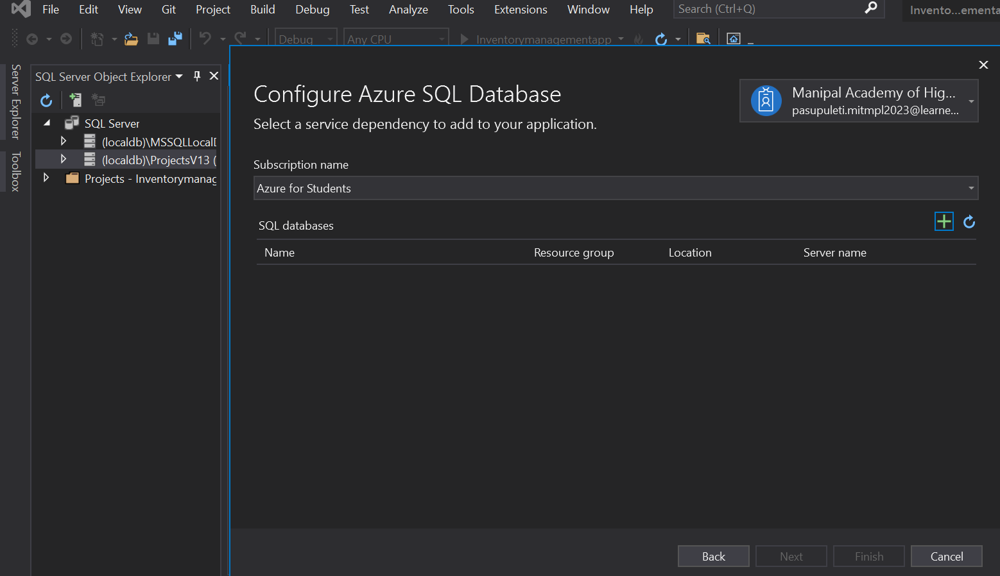 File Edit View Git Project Build Debug Test Analyze Tools Extensions Window Help Search (Ctrl+Q) Invento...ementa
Debug Any CPU Inventorymanagementapp
Server Explorer
Toolbox
SQL Server Object Explorer
SQL Server
(localdb)\MSSQLLocalD
(localdb)\ProjectsV13 (
Projects - Inventorymanag
Configure Azure SQL Database
Select a service dependency to add to your application.
Manipal Academy of Hig...
pasupuleti.mitmpl2023@learne...
Subscription name
Azure for Students
SQL databases
Name Resource group Location Server name
Back Next Finish Cancel